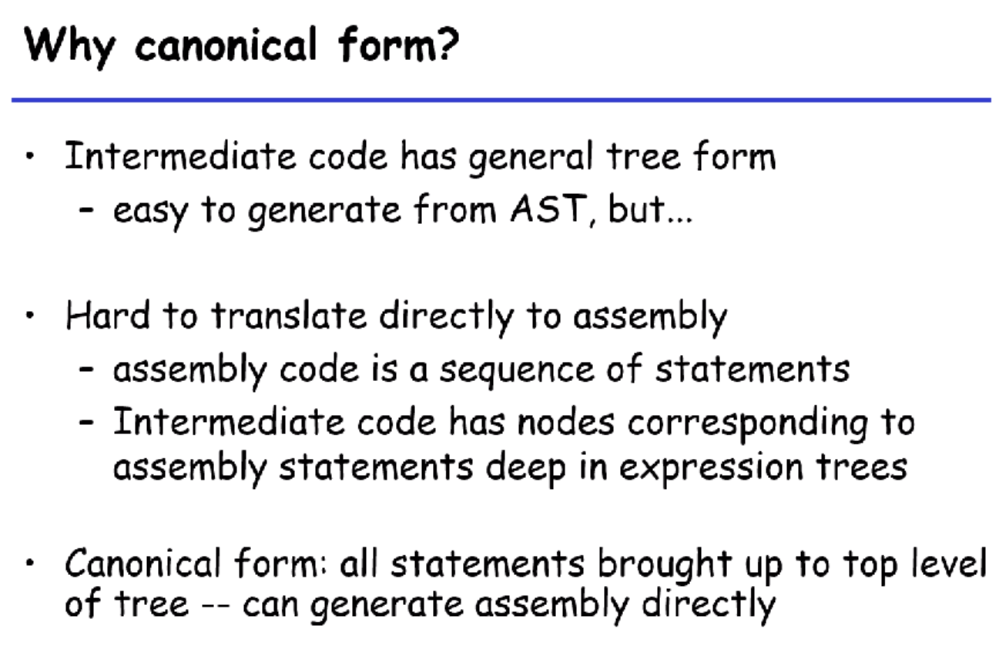 Why canonical form?
• Intermediate code has general tree form
– easy to generate from AST, but...
• Hard to translate directly to assembly
– assembly code is a sequence of statements
– Intermediate code has nodes corresponding to
assembly statements deep in expression trees
• Canonical form: all statements brought up to top level
of tree -- can generate assembly directly